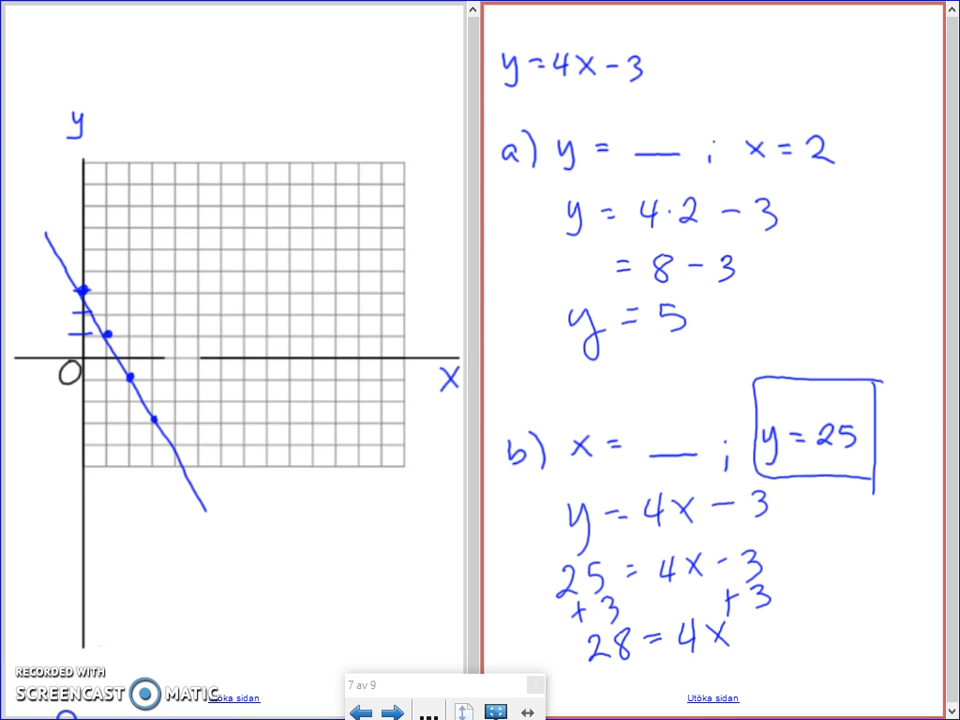 y
O
x
y = 4x - 3
a) y = __ ; x = 2
y = 4·2 - 3
= 8 - 3
y = 5
b) x = __ ; y = 25
y = 4x - 3
25 = 4x - 3
+3 +3
28 = 4x
RECORDED WITH
SCREENCAST MATIC
Utöka sidan
7 av 9
Utöka sidan